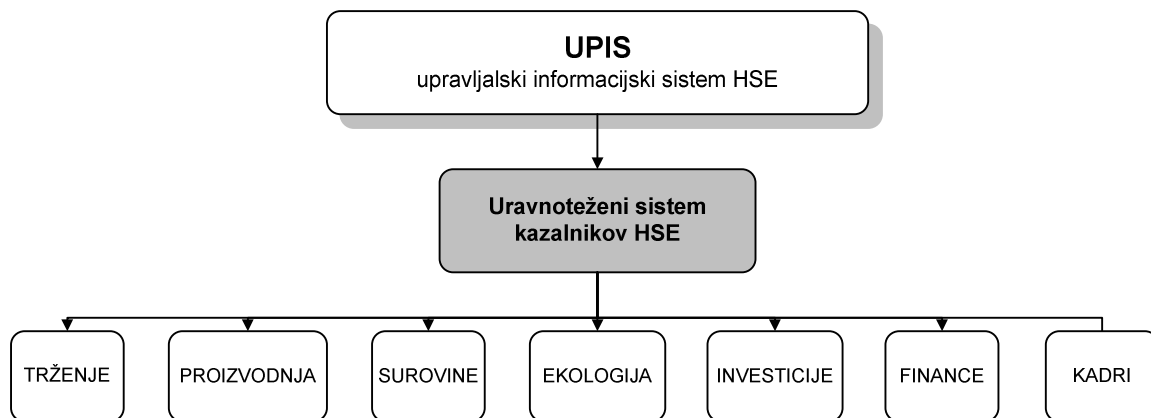 UPIS
upravljalski informacijski sistem HSE
Uravnoteženi sistem
kazalnikov HSE
TRŽENJE
PROIZVODNJA
SUROVINE
EKOLOGIJA
INVESTICIJE
FINANCE
KADRI